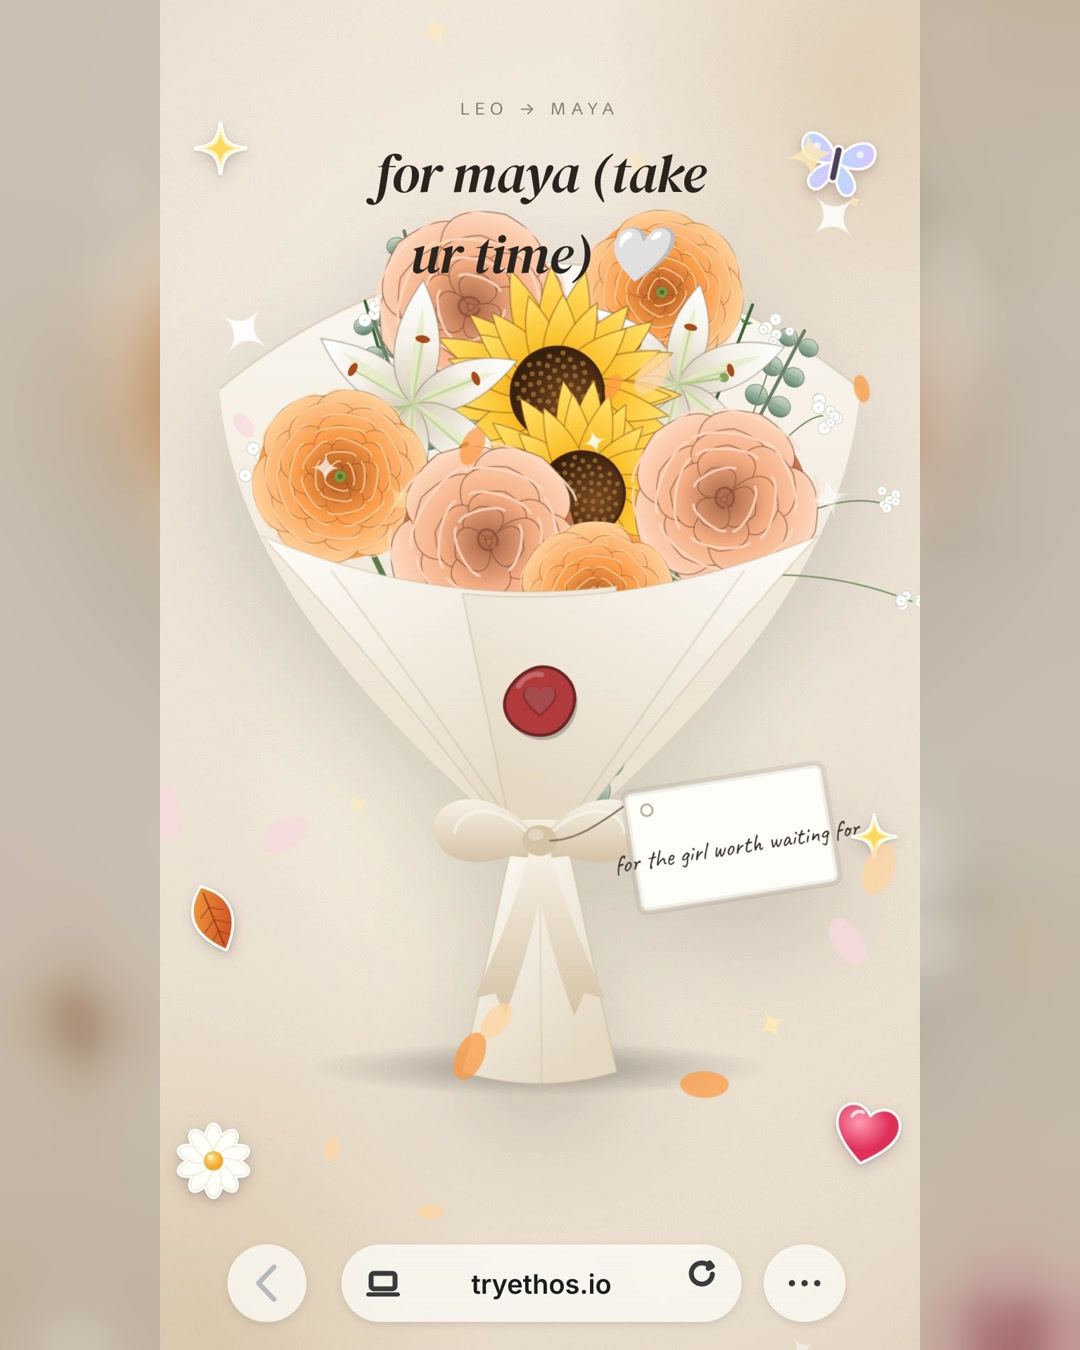 LEO → MAYA
for maya (take
ur time) 🤍
for the girl worth waiting for
tryethos.io